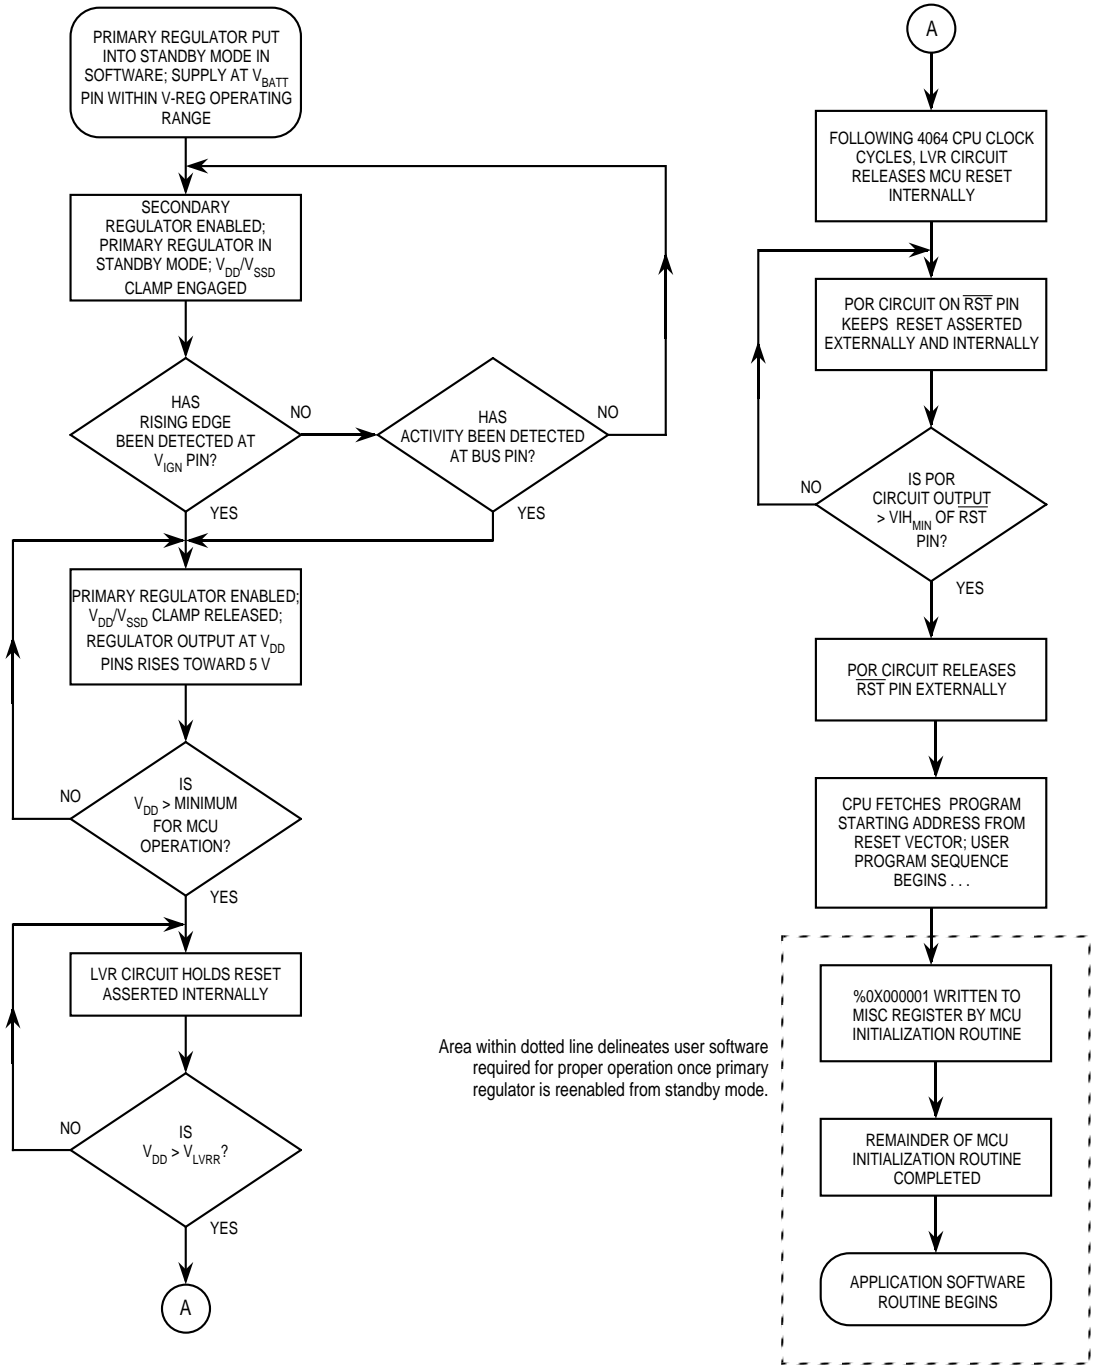 PRIMARY REGULATOR PUT
INTO STANDBY MODE IN
SOFTWARE; SUPPLY AT VBATT
PIN WITHIN V-REG OPERATING
RANGE
SECONDARY
REGULATOR ENABLED;
PRIMARY REGULATOR IN
STANDBY MODE; VDD/VSSD
CLAMP ENGAGED
HAS
RISING EDGE
BEEN DETECTED AT
VIGN PIN?
NO
YES
HAS
ACTIVITY BEEN DETECTED
AT BUS PIN?
NO
YES
PRIMARY REGULATOR ENABLED;
VDD/VSSD CLAMP RELEASED;
REGULATOR OUTPUT AT VDD
PINS RISES TOWARD 5 V
IS
VDD > MINIMUM
FOR MCU
OPERATION?
NO
YES
LVR CIRCUIT HOLDS RESET
ASSERTED INTERNALLY
IS
VDD > VLVRR?
NO
YES
A
A
FOLLOWING 4064 CPU CLOCK
CYCLES, LVR CIRCUIT
RELEASES MCU RESET
INTERNALLY
POR CIRCUIT ON RST PIN
KEEPS RESET ASSERTED
EXTERNALLY AND INTERNALLY
IS POR
CIRCUIT OUTPUT
> VIHMIN OF RST
PIN?
NO
YES
POR CIRCUIT RELEASES
RST PIN EXTERNALLY
CPU FETCHES PROGRAM
STARTING ADDRESS FROM
RESET VECTOR; USER
PROGRAM SEQUENCE
BEGINS . . .
%0X000001 WRITTEN TO
MISC REGISTER BY MCU
INITIALIZATION ROUTINE
Area within dotted line delineates user software
required for proper operation once primary
regulator is reenabled from standby mode.
REMAINDER OF MCU
INITIALIZATION ROUTINE
COMPLETED
APPLICATION SOFTWARE
ROUTINE BEGINS